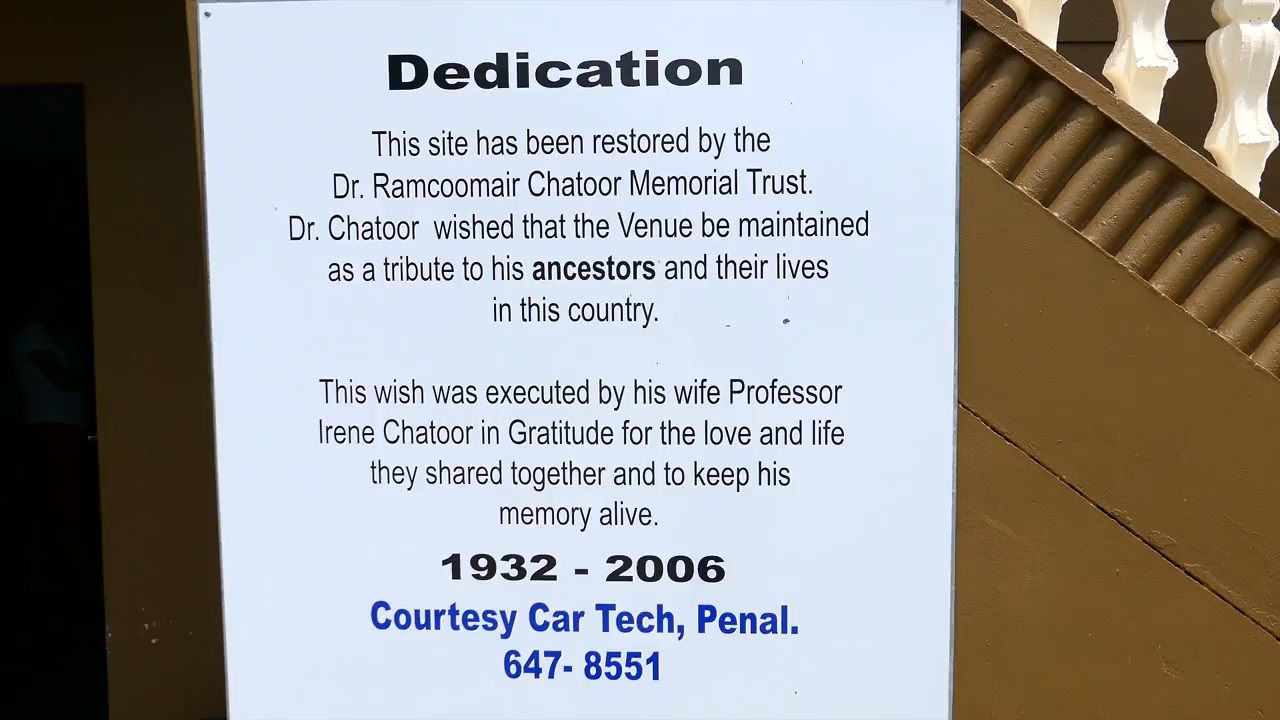 Dedication
This site has been restored by the
Dr. Ramcoomair Chatoor Memorial Trust.
Dr. Chatoor wished that the Venue be maintained
as a tribute to his ancestors and their lives
in this country.
This wish was executed by his wife Professor
Irene Chatoor in Gratitude for the love and life
they shared together and to keep his
memory alive.
1932 - 2006
Courtesy Car Tech, Penal.
647- 8551